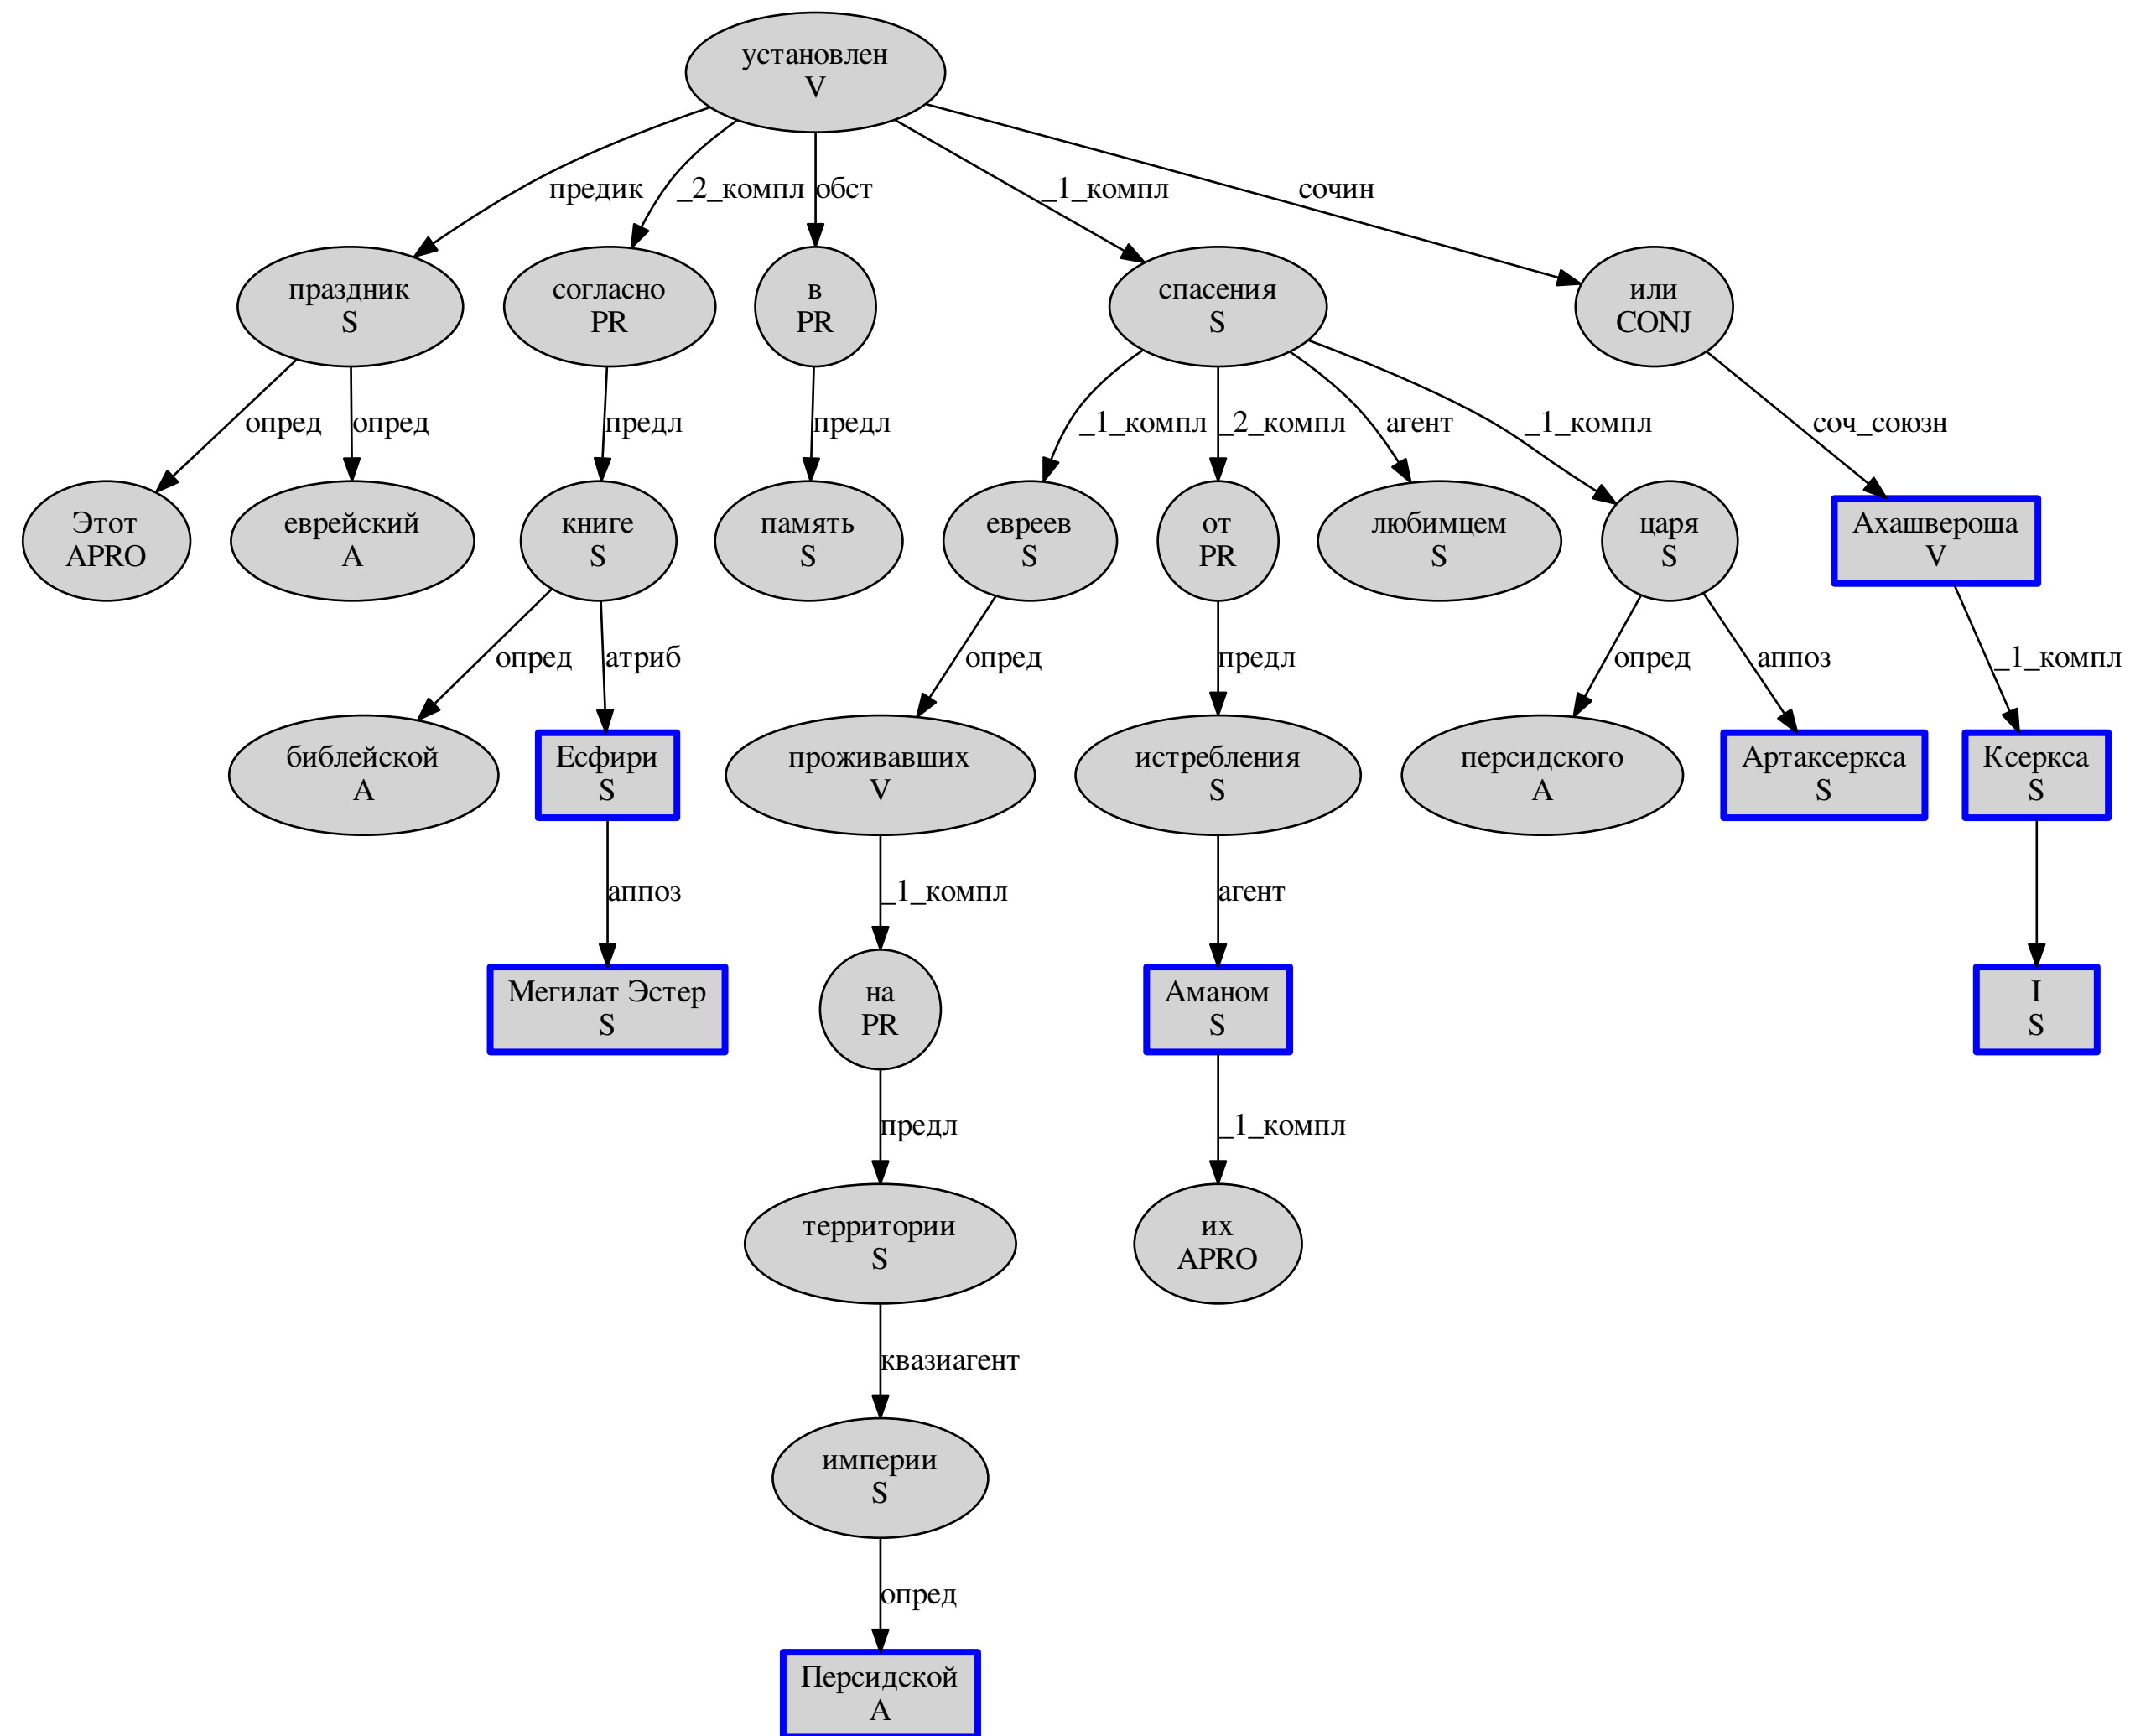 установлен
V
предик
_2_компл
обст
_1_компл
сочин
праздник
S
согласно
PR
в
PR
спасения
S
или
CONJ
опред
опред
предл
предл
_1_компл
_2_компл
агент
_1_компл
соч_союзн
Этот
APRO
еврейский
A
книге
S
память
S
евреев
S
от
PR
любимцем
S
царя
S
Ахашвероша
V
опред
атриб
опред
предл
опред
аппоз
_1_компл
библейской
A
Есфири
S
проживавших
V
истребления
S
персидского
A
Артаксеркса
S
Ксеркса
S
аппоз
_1_компл
агент
Мегилат Эстер
S
на
PR
Аманом
S
I
S
предл
_1_компл
территории
S
их
APRO
квазиагент
империи
S
опред
Персидской
A